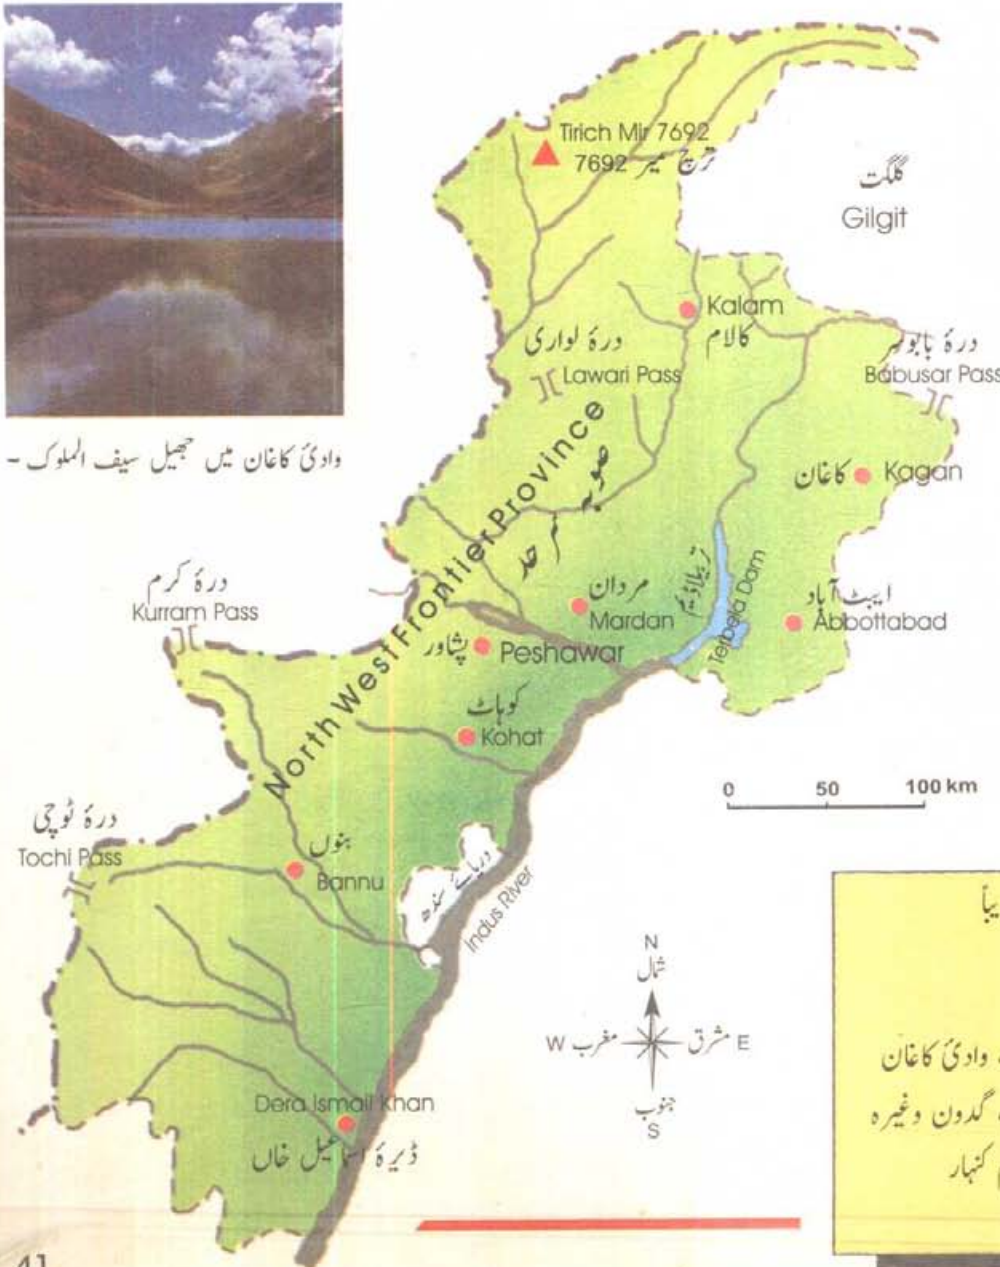 Tirich Mir 7692
ترچ میر 7692
گلگت
Gilgit
Kalam
کالام
درۂ لواری
Lawari Pass
درۂ بابوسر
Babusar Pass
وادئ کاغان میں جھیل سیف الملوک -
North West Frontier Province
صوبہ سرحد
کاغان Kagan
درۂ کرم
Kurram Pass
مردان
Mardan
تربیلا ڈیم
Terbela Dam
ایبٹ آباد
Abbottabad
پشاور Peshawar
کوہاٹ
Kohat
0 50 100 km
درۂ ٹوچی
Tochi Pass
بنوں
Bannu
دریائے سندھ
Indus River
N
شمال
W مغرب مشرق E
جنوب
S
وادئ کاغان
گدون وغیرہ
کنہار
Dera Ismail Khan
ڈیرۂ اسماعیل خاں
41